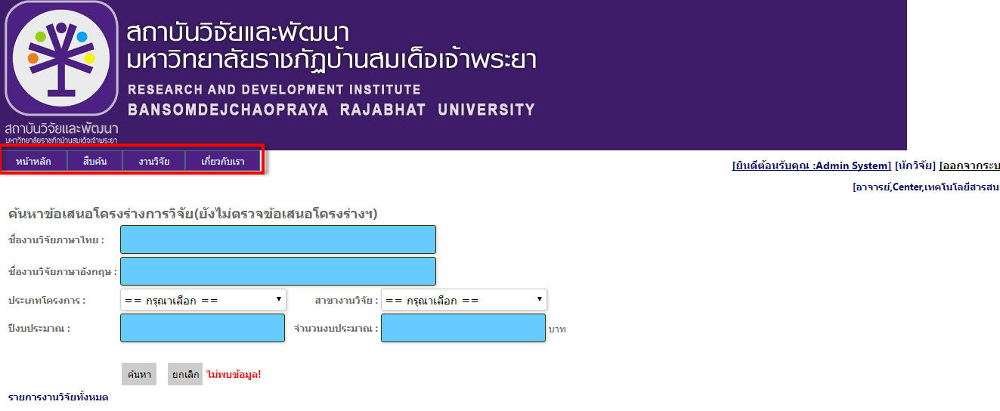 สถาบันวิจัยและพัฒนา
มหาวิทยาลัยราชภัฏบ้านสมเด็จเจ้าพระยา
RESEARCH AND DEVELOPMENT INSTITUTE
BANSOMDEJCHAOPRAYA RAJABHAT UNIVERSITY
สถาบันวิจัยและพัฒนา
มหาวิทยาลัยราชภัฏบ้านสมเด็จเจ้าพระยา
หน้าหลัก สืบค้น งานวิจัย เกี่ยวกับเรา
[ยินดีต้อนรับคุณ :Admin System] [นักวิจัย] [ออกจากระบ
[อาจารย์,Center,เทคโนโลยีสารสน
ค้นหาข้อเสนอโครงร่างการวิจัย(ยังไม่ตรวจข้อเสนอโครงร่างฯ)
ชื่องานวิจัยภาษาไทย :
ชื่องานวิจัยภาษาอังกฤษ :
ประเภทโครงการ : == กรุณาเลือก == สาขางานวิจัย : == กรุณาเลือก ==
ปีงบประมาณ : จำนวนงบประมาณ : บาท
ค้นหา ยกเลิก ไม่พบข้อมูล!
รายการงานวิจัยทั้งหมด